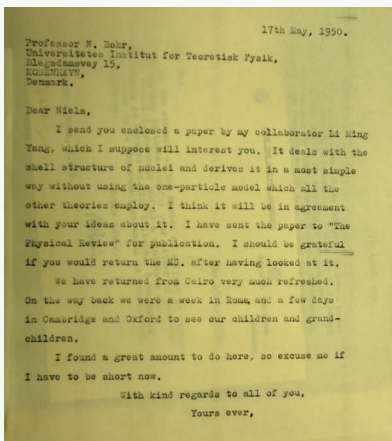 17th May, 1950.
Professor N. Bohr,
Universitetes Institut for Teoretisk Fysik,
Blegdamsvey 15,
KOBENHAVN,
Denmark.
Dear Niels,
I send you enclosed a paper by my collaborator Li Ming
Yang, which I suppose will interest you. It deals with the
shell structure of nuclei and derives it in a most simple
way without using the one-particle model which all the
other theories employ. I think it will be in agreement
with your ideas about it. I have sent the paper to "The
Physical Review" for publication. I should be grateful
if you would return the MS. after having looked at it.
We have returned from Cairo very much refreshed.
On the way back we were a week in Rome, and a few days
in Cambridge and Oxford to see our children and grand-
children.
I found a great amount to do here, so excuse me if
I have to be short now.
With kind regards to all of you,
Yours ever,